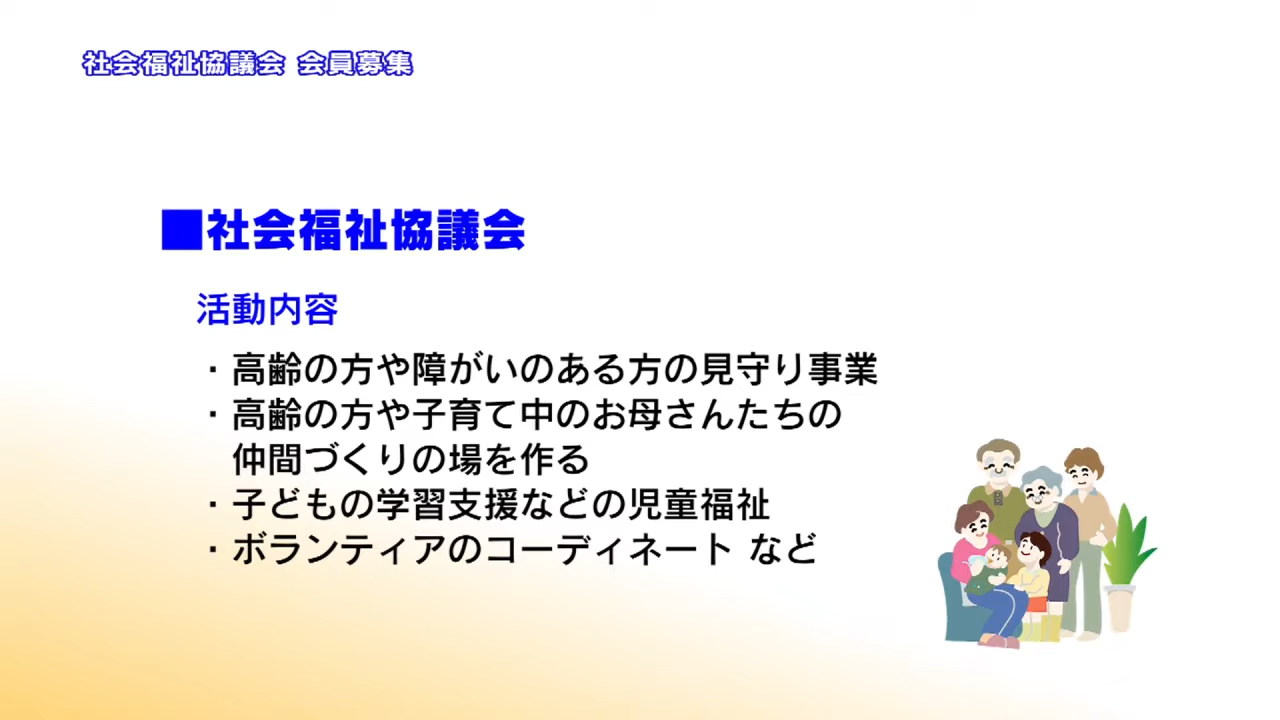 社会福祉協議会 会員募集
■社会福祉協議会
活動内容
・高齢の方や障がいのある方の見守り事業
・高齢の方や子育て中のお母さんたちの
仲間づくりの場を作る
・子どもの学習支援などの児童福祉
・ボランティアのコーディネート など